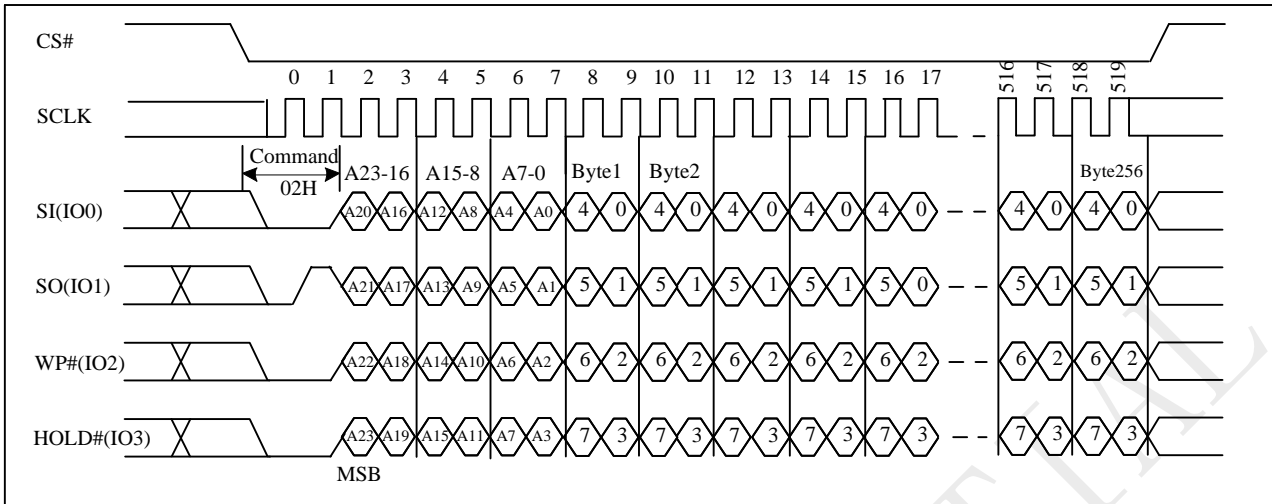 CS#
0 1 2 3 4 5 6 7 8 9 10 11 12 13 14 15 16 17 516 517 518 519
SCLK
Command
02H
A23-16 A15-8 A7-0 Byte1 Byte2 Byte256
SI(IO0) A20 A16 A12 A8 A4 A0 4 0 4 0 4 0 4 0 4 0 4 0 4 0
SO(IO1) A21 A17 A13 A9 A5 A1 5 1 5 1 5 1 5 1 5 0 5 1 5 1
WP#(IO2) A22 A18 A14 A10 A6 A2 6 2 6 2 6 2 6 2 6 2 6 2 6 2
HOLD#(IO3) A23 A19 A15 A11 A7 A3 7 3 7 3 7 3 7 3 7 3 7 3 7 3
MSB
TIAL